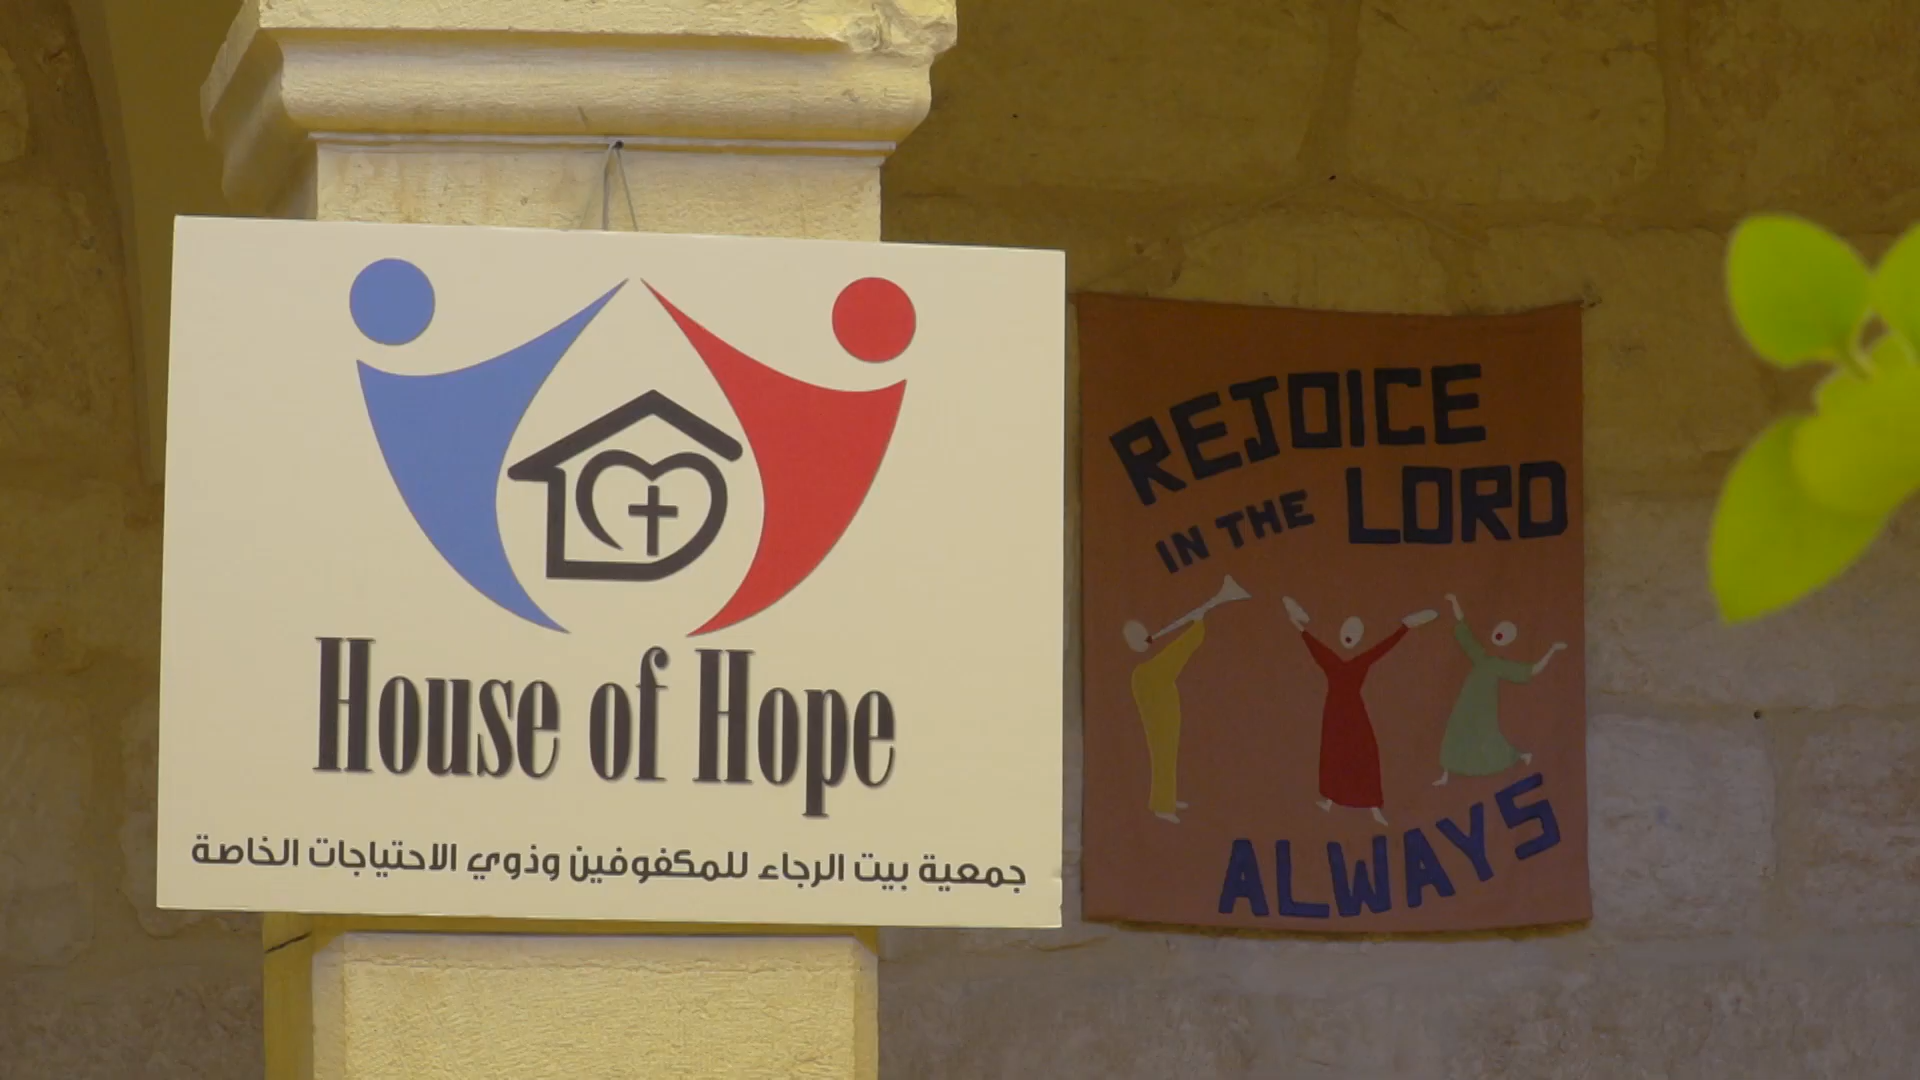 House of Hope
جمعية بيت الرجاء للمكفوفين وذوي الاحتياجات الخاصة
REJOICE
IN THE LORD
ALWAYS